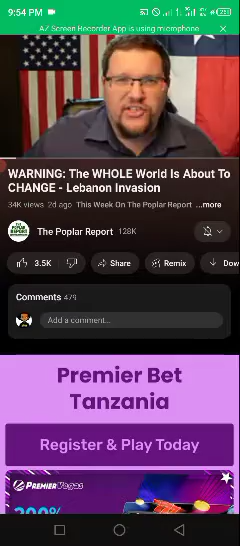 9:54 PM
AZ Screen Recorder App is using microphone
WARNING: The WHOLE World Is About To
CHANGE - Lebanon Invasion
34K views 2d ago This Week On The Poplar Report ...more
The Poplar Report 128K
3.5K Share Remix Dow
Comments 479
Add a comment...
Premier Bet
Tanzania
Register & Play Today
PREMIERVegas
200%